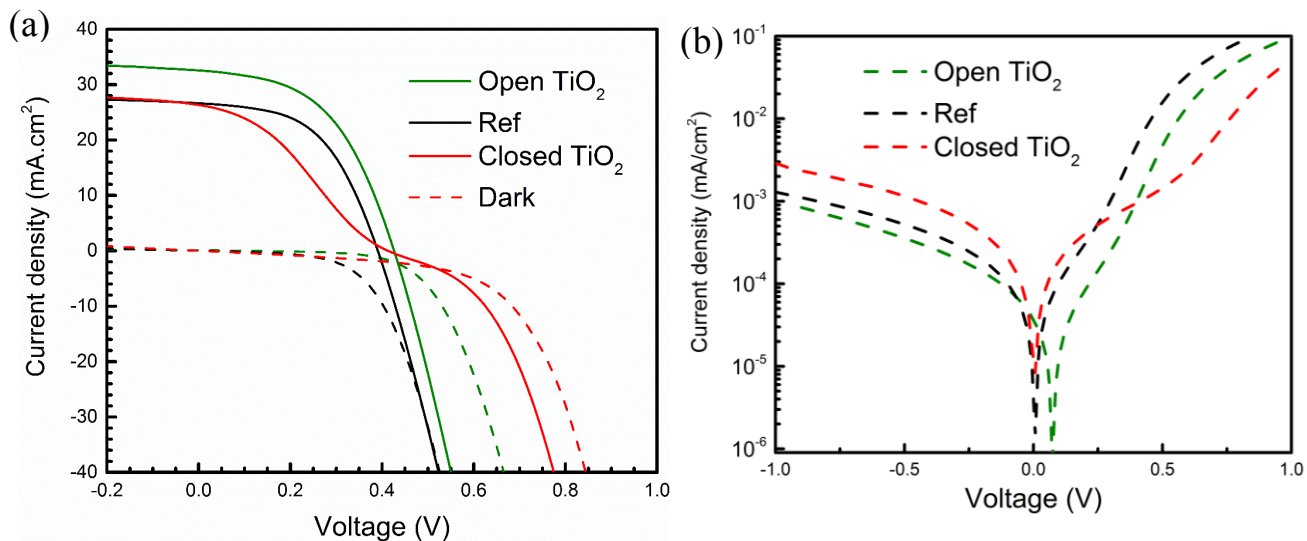 (a)
40
30
20
10
0
-10
-20
-30
-40
Current density (mA.cm²)
Open TiO₂
Ref
Closed TiO₂
Dark
-0.2 0.0 0.2 0.4 0.6 0.8 1.0
Voltage (V)
(b)
10⁻¹
10⁻²
10⁻³
10⁻⁴
10⁻⁵
10⁻⁶
Current density (mA/cm²)
Open TiO₂
Ref
Closed TiO₂
-1.0 -0.5 0.0 0.5 1.0
Voltage (V)